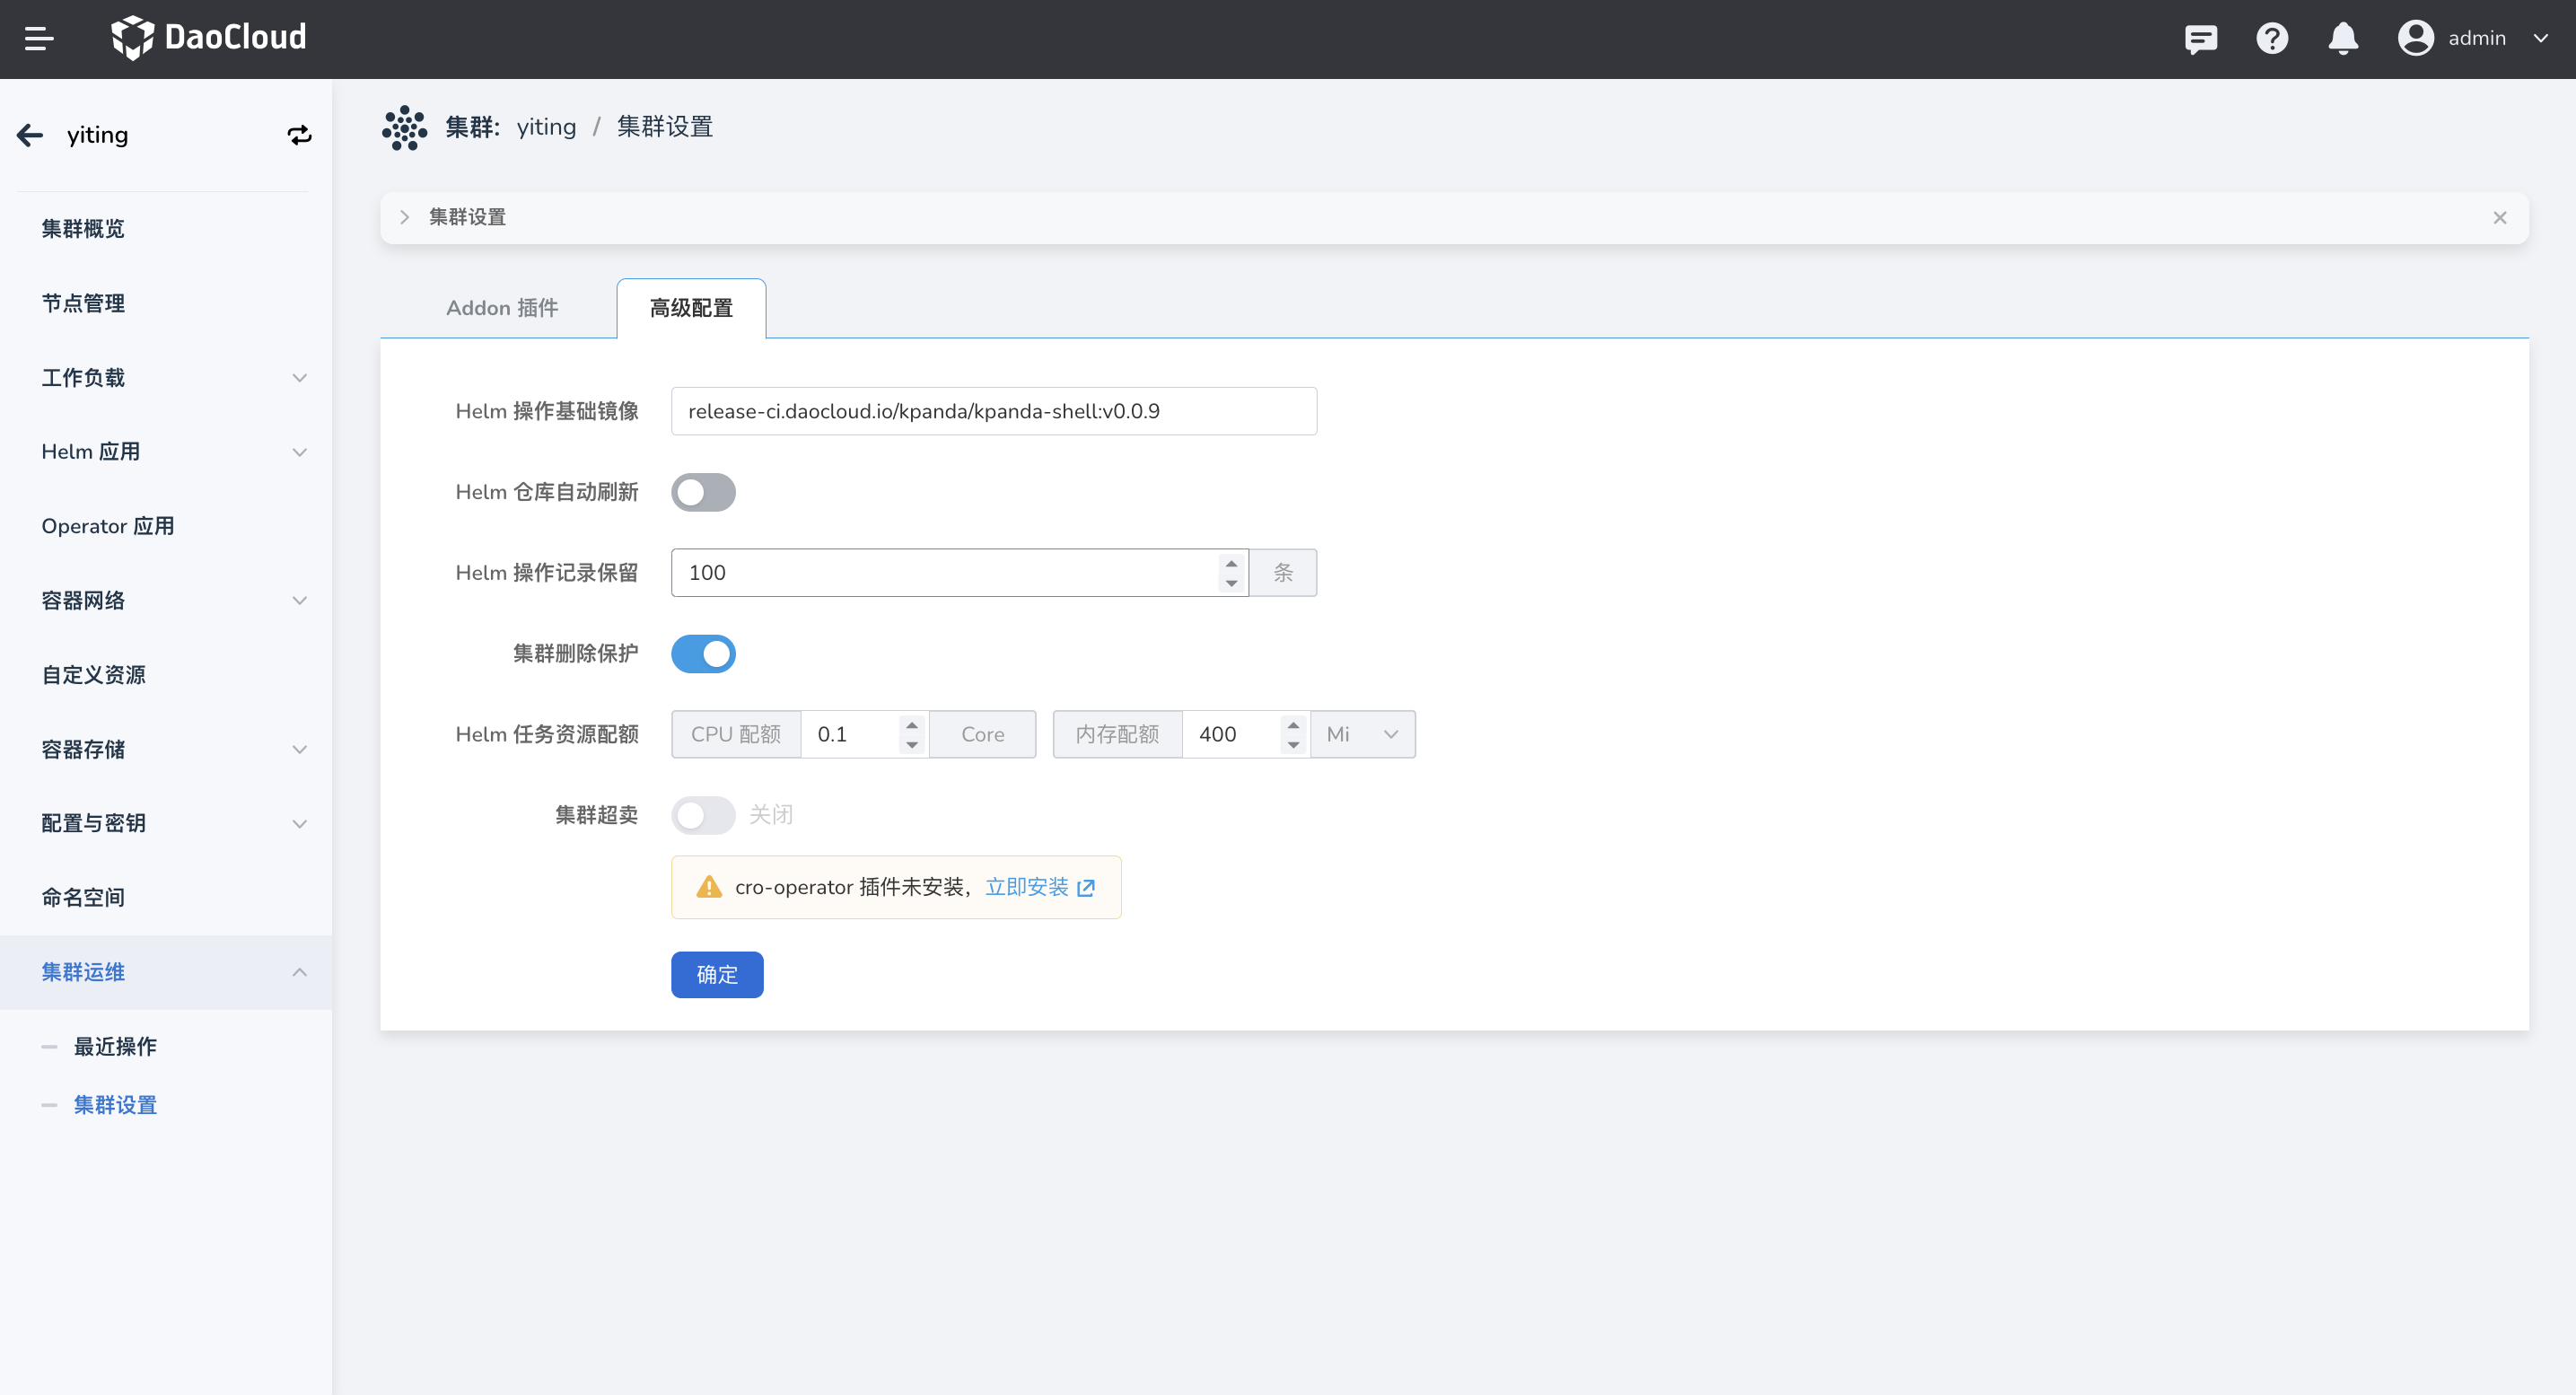 DaoCloud
admin
yiting
集群概览
节点管理
工作负载
Helm 应用
Operator 应用
容器网络
自定义资源
容器存储
配置与密钥
命名空间
集群运维
最近操作
集群设置
集群: yiting / 集群设置
集群设置
Addon 插件
高级配置
Helm 操作基础镜像 release-ci.daocloud.io/kpanda/kpanda-shell:v0.0.9
Helm 仓库自动刷新
Helm 操作记录保留 100 条
集群删除保护
Helm 任务资源配额 CPU 配额 0.1 Core 内存配额 400 Mi
集群超卖 关闭
cro-operator 插件未安装，立即安装
确定